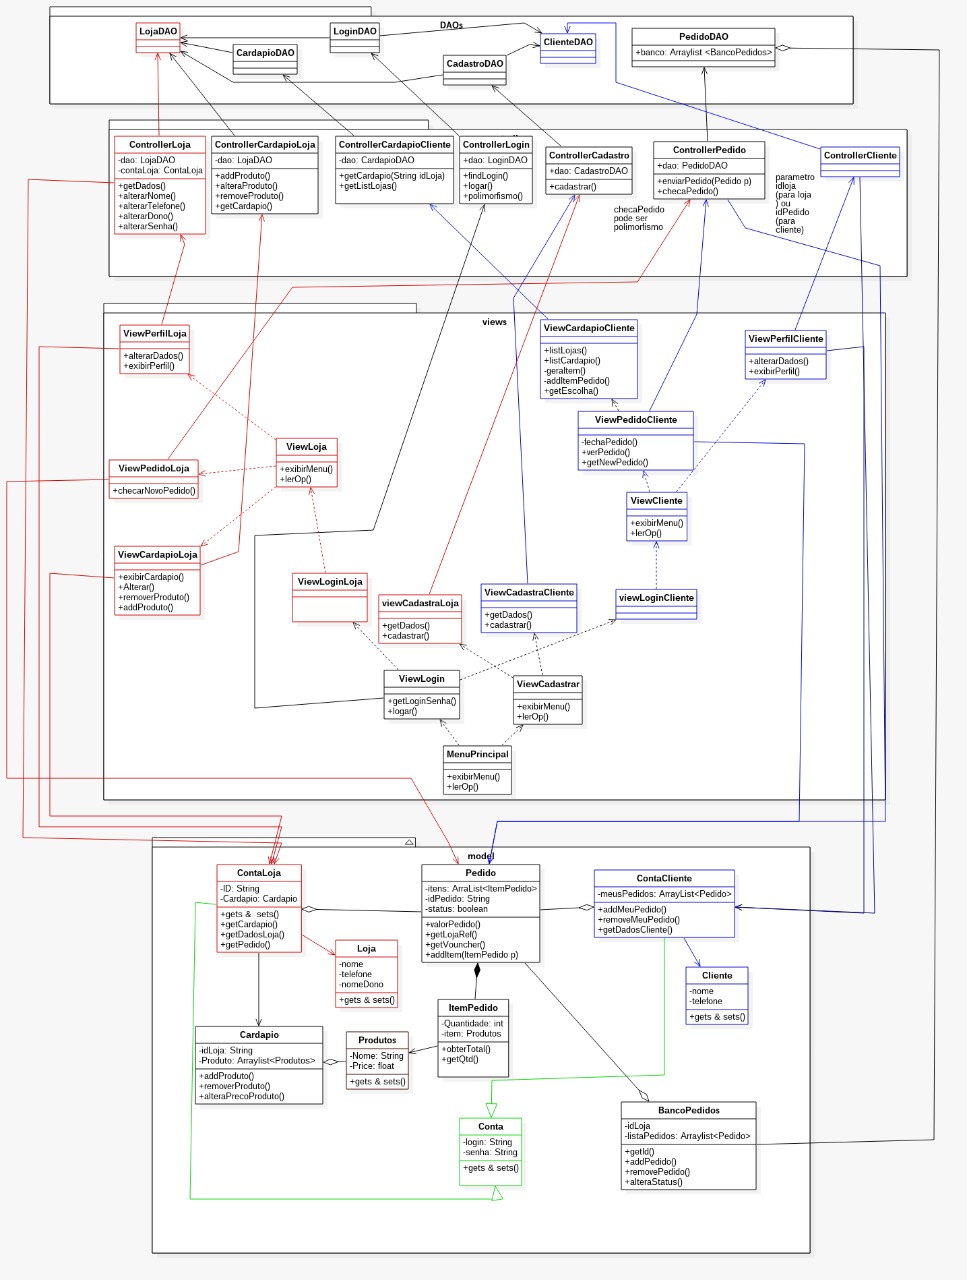 DAOs
LojaDAO
CardapioDAO
LoginDAO
CadastroDAO
ClienteDAO
PedidoDAO
+banco: Arraylist <BancoPedidos>
ControllerLoja
-dao: LojaDAO
-contaLoja: ContaLoja
+getDados()
+alterarNome()
+alterarTelefone()
+alterarDono()
+alterarSenha()
ControllerCardapioLoja
-dao: LojaDAO
+addProduto()
+alteraProduto()
+removeProduto()
+getCardapio()
ControllerCardapioCliente
-dao: CardapioDAO
+getCardapio(String idLoja)
+getListLojas()
ControllerLogin
+dao: LoginDAO
+findLogin()
+logar()
+polimorfismo()
ControllerCadastro
+dao: CadastroDAO
+cadastrar()
ControllerPedido
+dao: PedidoDAO
+enviarPedido(Pedido p)
+checaPedido()
ControllerCliente
checaPedido
pode ser
polimorlismo
parametro
idloja
(para loja
) ou
idPedido
(para
cliente)
views
ViewPerfilLoja
+alterarDados()
+exibirPerfil()
ViewCardapioCliente
+listLojas()
+listCardapio()
-geraItem()
-addItemPedido()
+getEscolha()
ViewPerfilCliente
+alterarDados()
+exibirPerfil()
ViewPedidoCliente
-lechaPedido()
+verPedido()
+getNewPedido()
ViewLoja
+exibirMenu()
+lerOp()
ViewPedidoLoja
+checarNovoPedido()
ViewCliente
+exibirMenu()
+lerOp()
ViewCardapioLoja
+exibirCardapio()
+Alterar()
+removerProduto()
+addProduto()
ViewLoginLoja
viewCadastraLoja
+getDados()
+cadastrar()
ViewCadastraCliente
+getDados()
+cadastrar()
viewLoginCliente
ViewLogin
+getLoginSenha()
+logar()
ViewCadastrar
+exibirMenu()
+lerOp()
MenuPrincipal
+exibirMenu()
+lerOp()
model
ContaLoja
-ID: String
-Cardapio: Cardapio
+gets & sets()
+getCardapio()
+getDadosLoja()
+getPedido()
Pedido
-itens: ArraList<ItemPedido>
-idPedido: String
-status: boolean
+valorPedido()
+getLojaRef()
+getVouncher()
+addItem(ItemPedido p)
ContaCliente
-meusPedidos: ArrayList<Pedido>
+addMeuPedido()
+removeMeuPedido()
+getDadosCliente()
Loja
-nome
-telefone
-nomeDono
+gets & sets()
Cliente
-nome
-telefone
+gets & sets()
ItemPedido
-Quantidade: int
-item: Produtos
+obterTotal()
+getQtd()
Cardapio
-idLoja: String
-Produto: Arraylist<Produtos>
+addProduto()
+removerProduto()
+alteraPrecoProduto()
Produtos
-Nome: String
-Price: float
+gets & sets()
Conta
-login: String
-senha: String
+gets & sets()
BancoPedidos
-idLoja
-listaPedidos: Arraylist<Pedido>
+getId()
+addPedido()
+removePedido()
+alteraStatus()